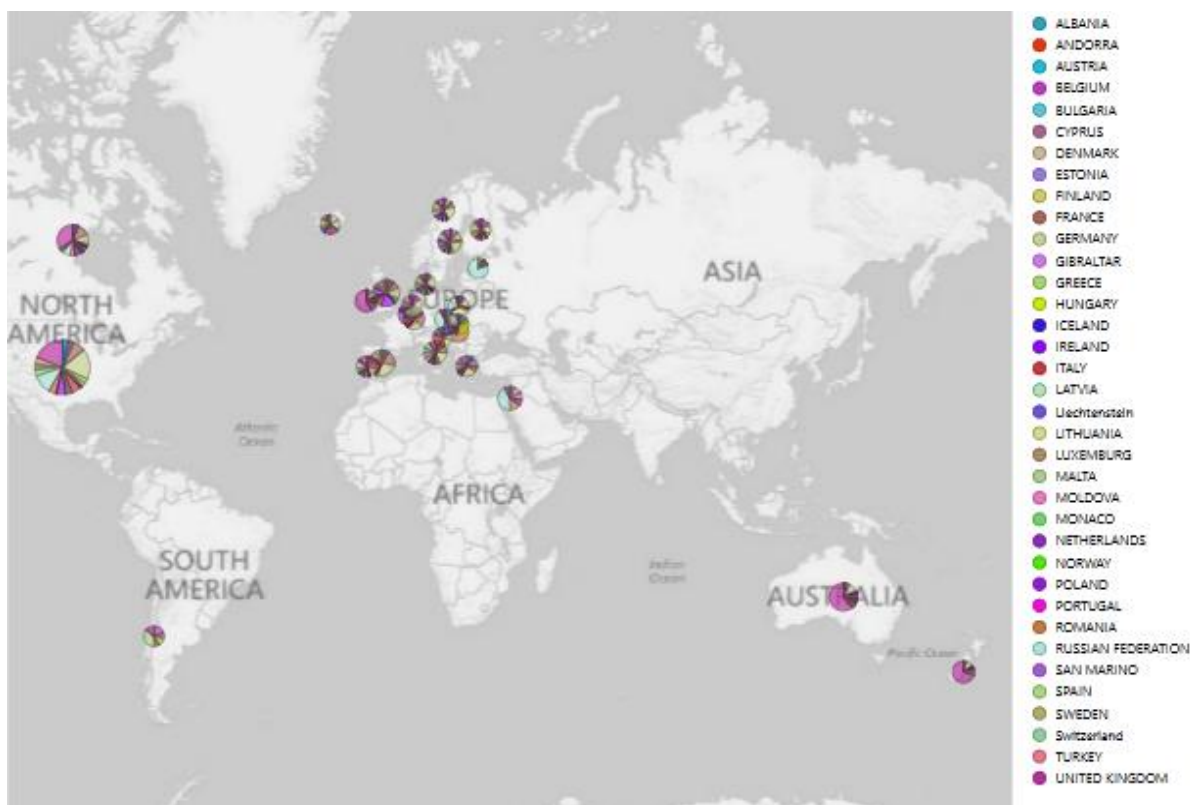 NORTH
AMERICA
EUROPE
ASIA
Atlantic
Ocean
AFRICA
SOUTH
AMERICA
Indian
Ocean
AUSTRALIA
Pacific Ocean
ALBANIA
ANDORRA
AUSTRIA
BELGIUM
BULGARIA
CYPRUS
DENMARK
ESTONIA
FINLAND
FRANCE
GERMANY
GIBRALTAR
GREECE
HUNGARY
ICELAND
IRELAND
ITALY
LATVIA
Liechtenstein
LITHUANIA
LUXEMBURG
MALTA
MOLDOVA
MONACO
NETHERLANDS
NORWAY
POLAND
PORTUGAL
ROMANIA
RUSSIAN FEDERATION
SAN MARINO
SPAIN
SWEDEN
Switzerland
TURKEY
UNITED KINGDOM